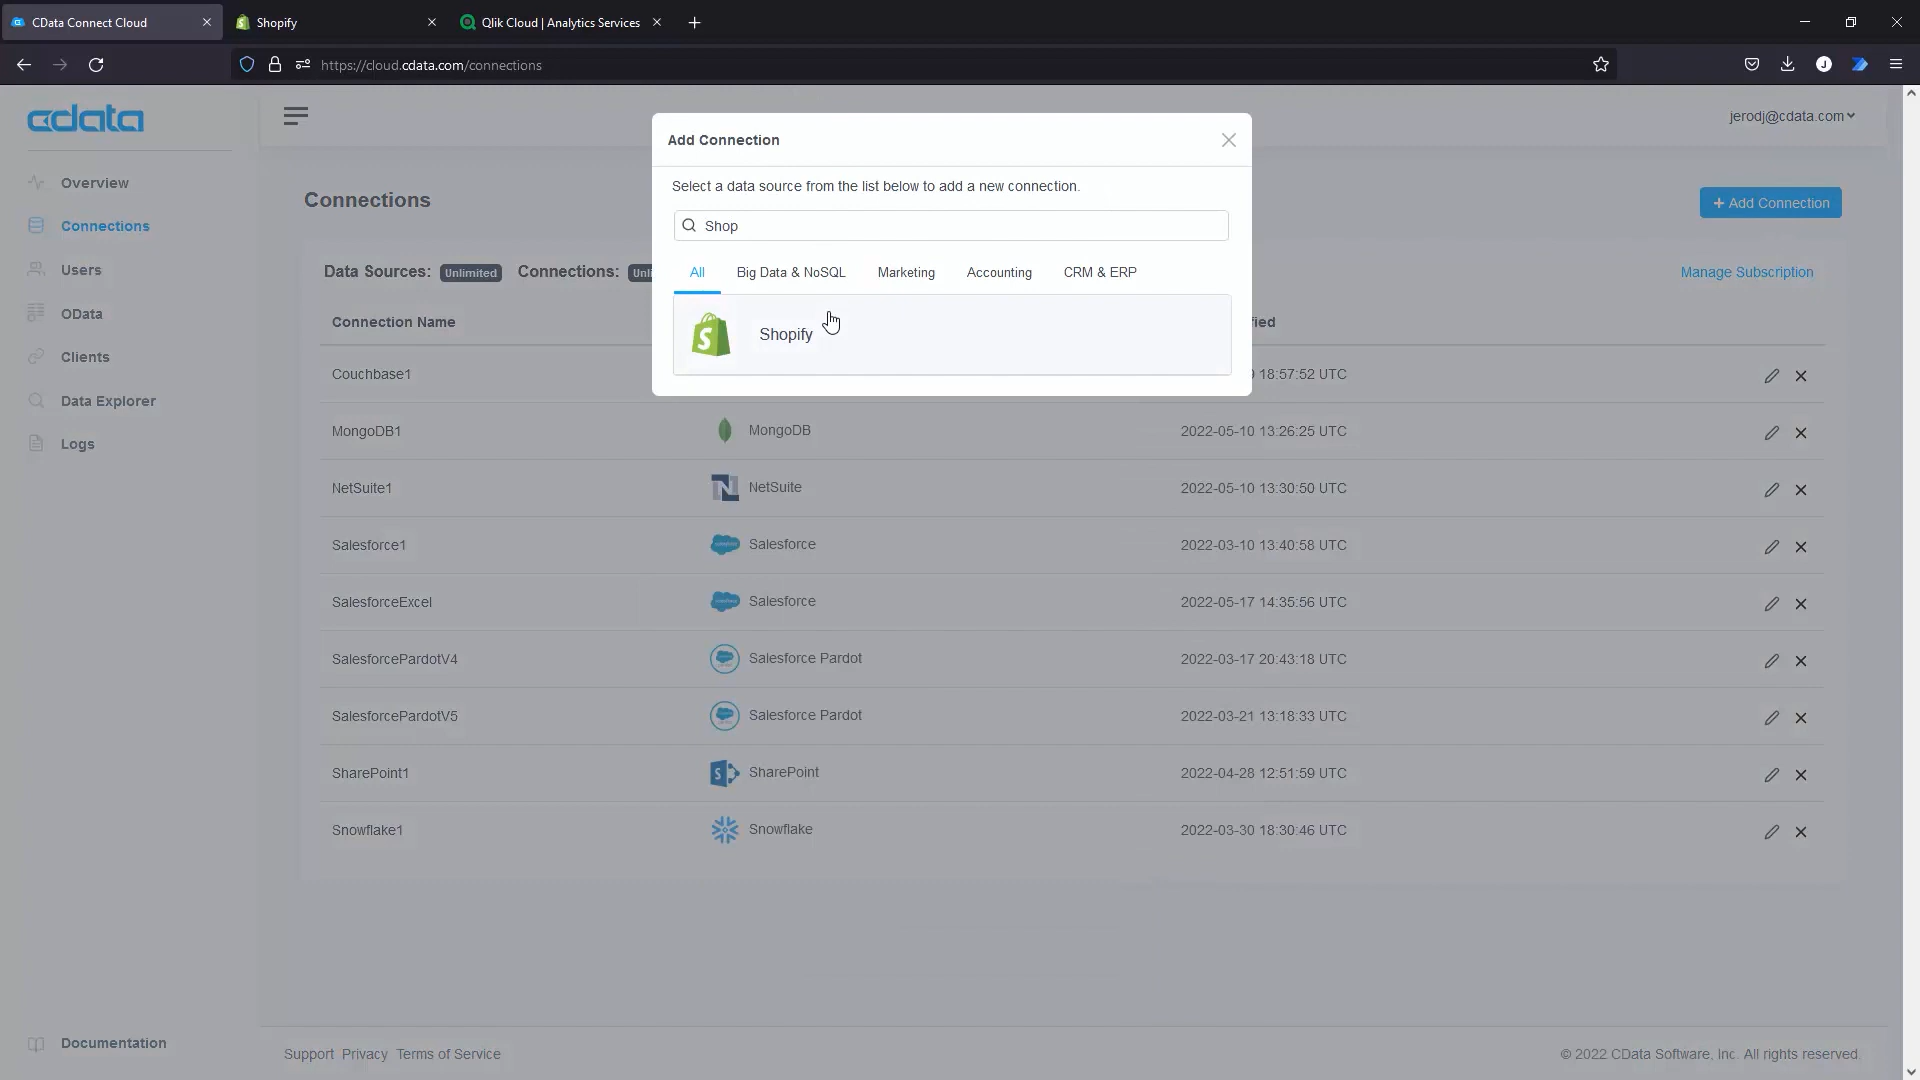 CData Connect Cloud
Shopify
Qlik Cloud | Analytics Services
https://cloud.cdata.com/connections
J
cdata
jerodj@cdata.com
Overview
Connections
Users
OData
Clients
Data Explorer
Logs
Documentation
Connections
+ Add Connection
Data Sources: Unlimited Connections: Unli
Manage Subscription
Add Connection
Select a data source from the list below to add a new connection.
Shop
All Big Data & NoSQL Marketing Accounting CRM & ERP
Shopify
Connection Name
fied
Couchbase1 18:57:52 UTC
MongoDB1 MongoDB 2022-05-10 13:26:25 UTC
NetSuite1 NetSuite 2022-05-10 13:30:50 UTC
Salesforce1 Salesforce 2022-03-10 13:40:58 UTC
SalesforceExcel Salesforce 2022-05-17 14:35:56 UTC
SalesforcePardotV4 Salesforce Pardot 2022-03-17 20:43:18 UTC
SalesforcePardotV5 Salesforce Pardot 2022-03-21 13:18:33 UTC
SharePoint1 SharePoint 2022-04-28 12:51:59 UTC
Snowflake1 Snowflake 2022-03-30 18:30:46 UTC
Support Privacy Terms of Service
© 2022 CData Software, Inc. All rights reserved.